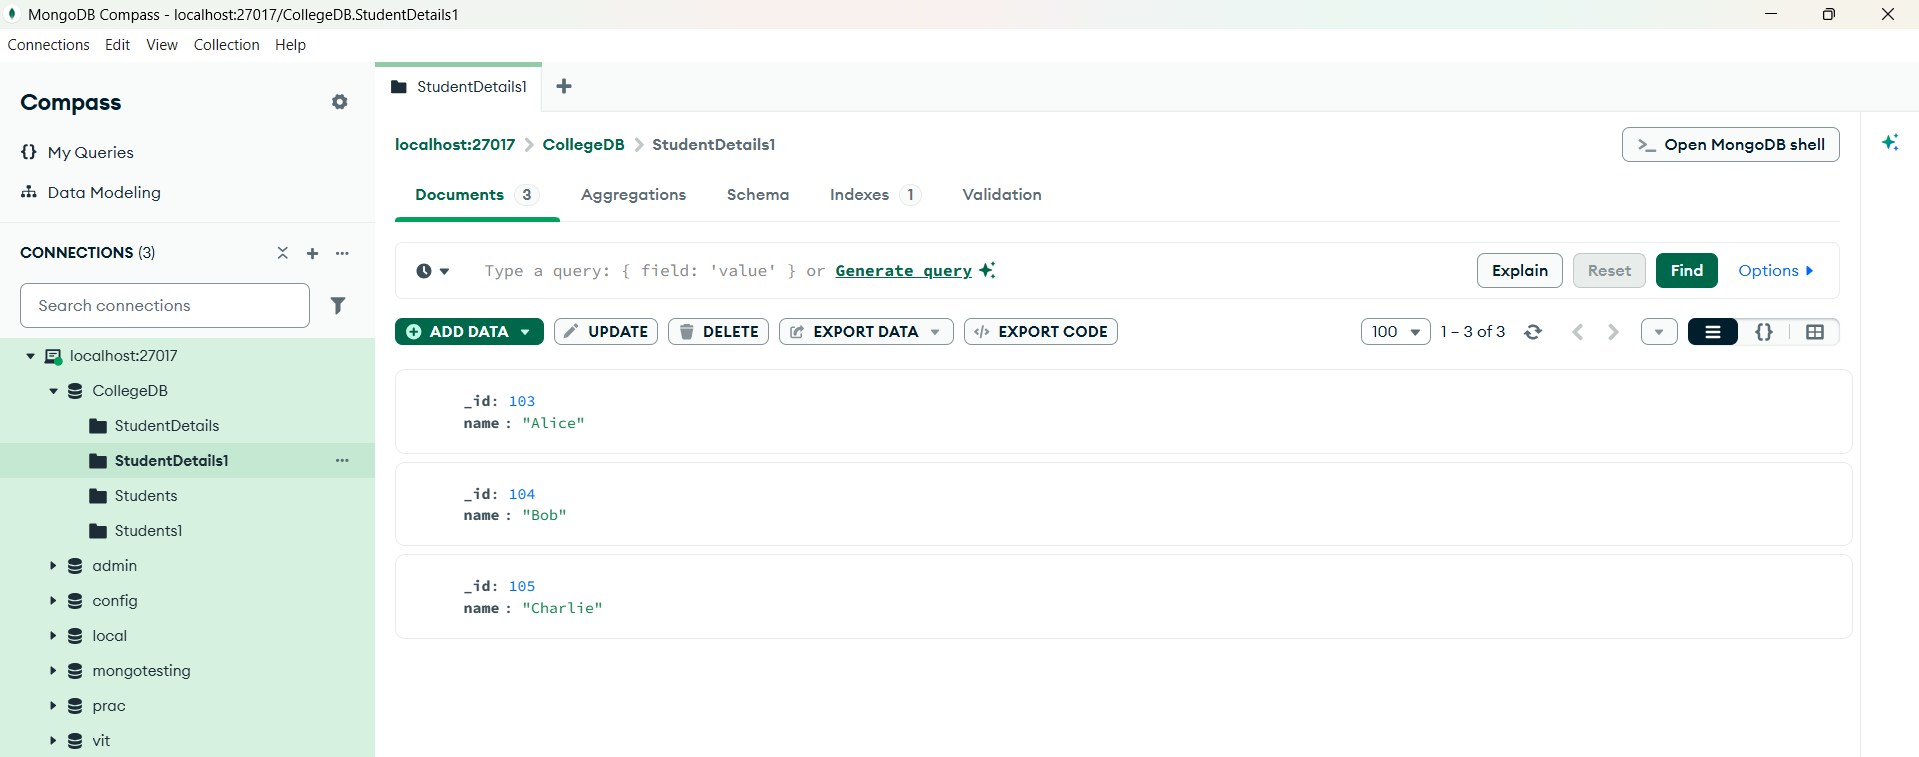 MongoDB Compass - localhost:27017/CollegeDB.StudentDetails1
Connections Edit View Collection Help
Compass
My Queries
Data Modeling
CONNECTIONS (3)
Search connections
localhost:27017
CollegeDB
StudentDetails
StudentDetails1
Students
Students1
admin
config
local
mongotesting
prac
vit
StudentDetails1
localhost:27017 CollegeDB StudentDetails1
Open MongoDB shell
Documents 3 Aggregations Schema Indexes 1 Validation
Type a query: { field: 'value' } or Generate query
Explain Reset Find Options
ADD DATA UPDATE DELETE EXPORT DATA EXPORT CODE
100 1 – 3 of 3
_id: 103
name : "Alice"
_id: 104
name : "Bob"
_id: 105
name : "Charlie"